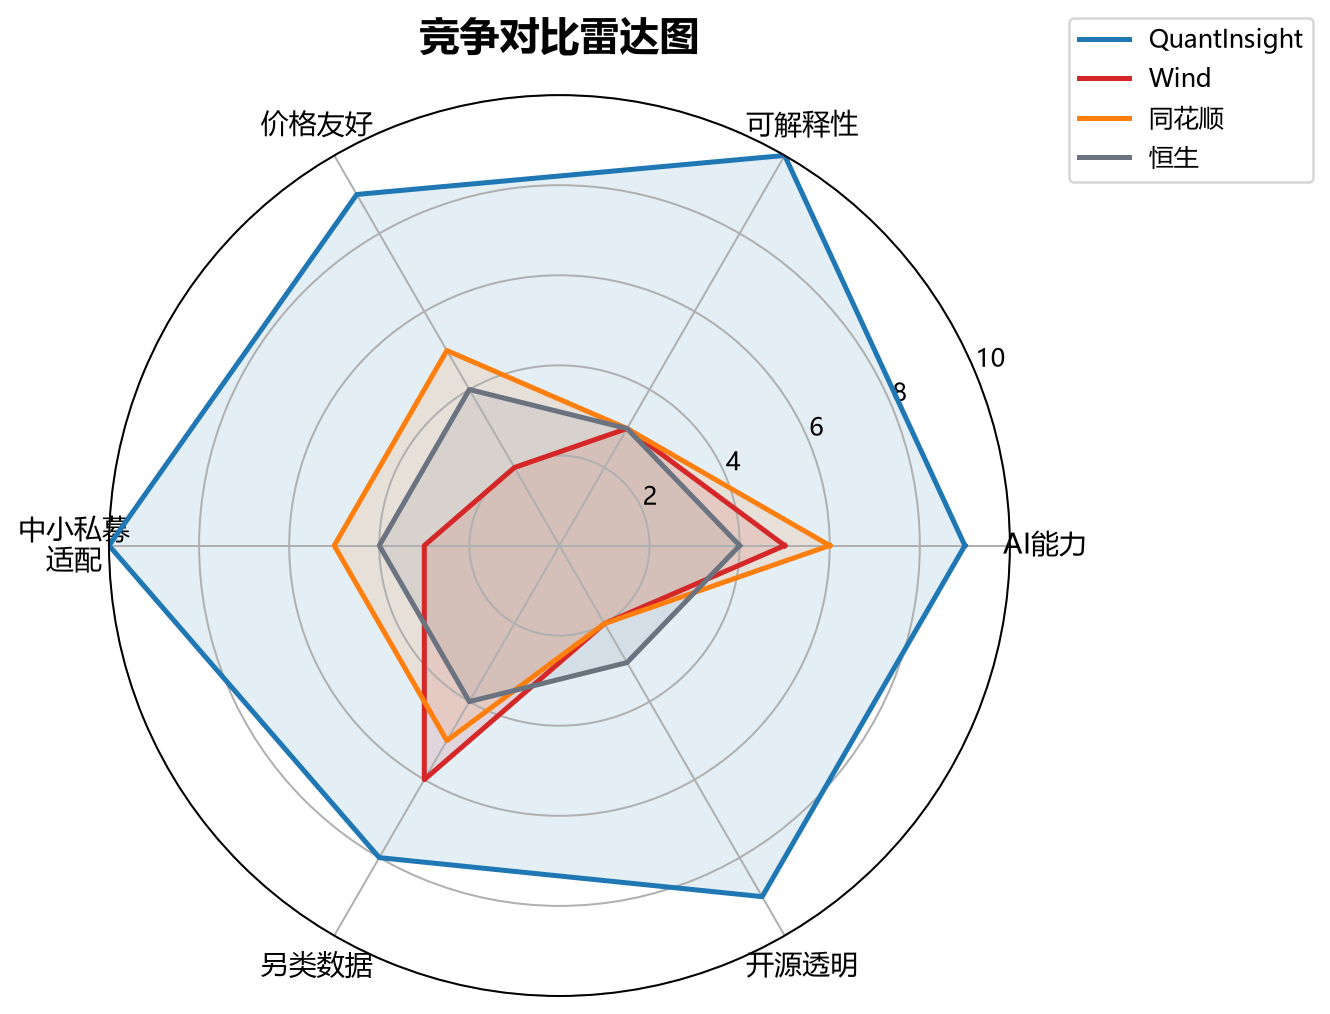 竞争对比雷达图
QuantInsight
Wind
同花顺
恒生
价格友好
可解释性
10
8
6
4
2
中小私募
适配
AI能力
另类数据
开源透明